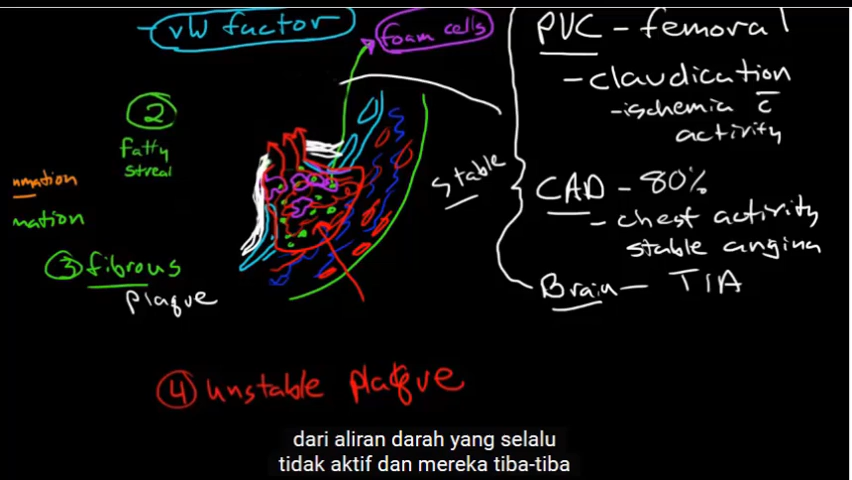 vW factor
foam cells
PVC - femoral
- claudication
- ischemia c̄
activity
2
fatty
streal
mmation
mation
stable
CAD - 80%
- chest activity
stable angina
3 fibrous
plaque
Brain - TIA
4 unstable plaque
dari aliran darah yang selalu
tidak aktif dan mereka tiba-tiba